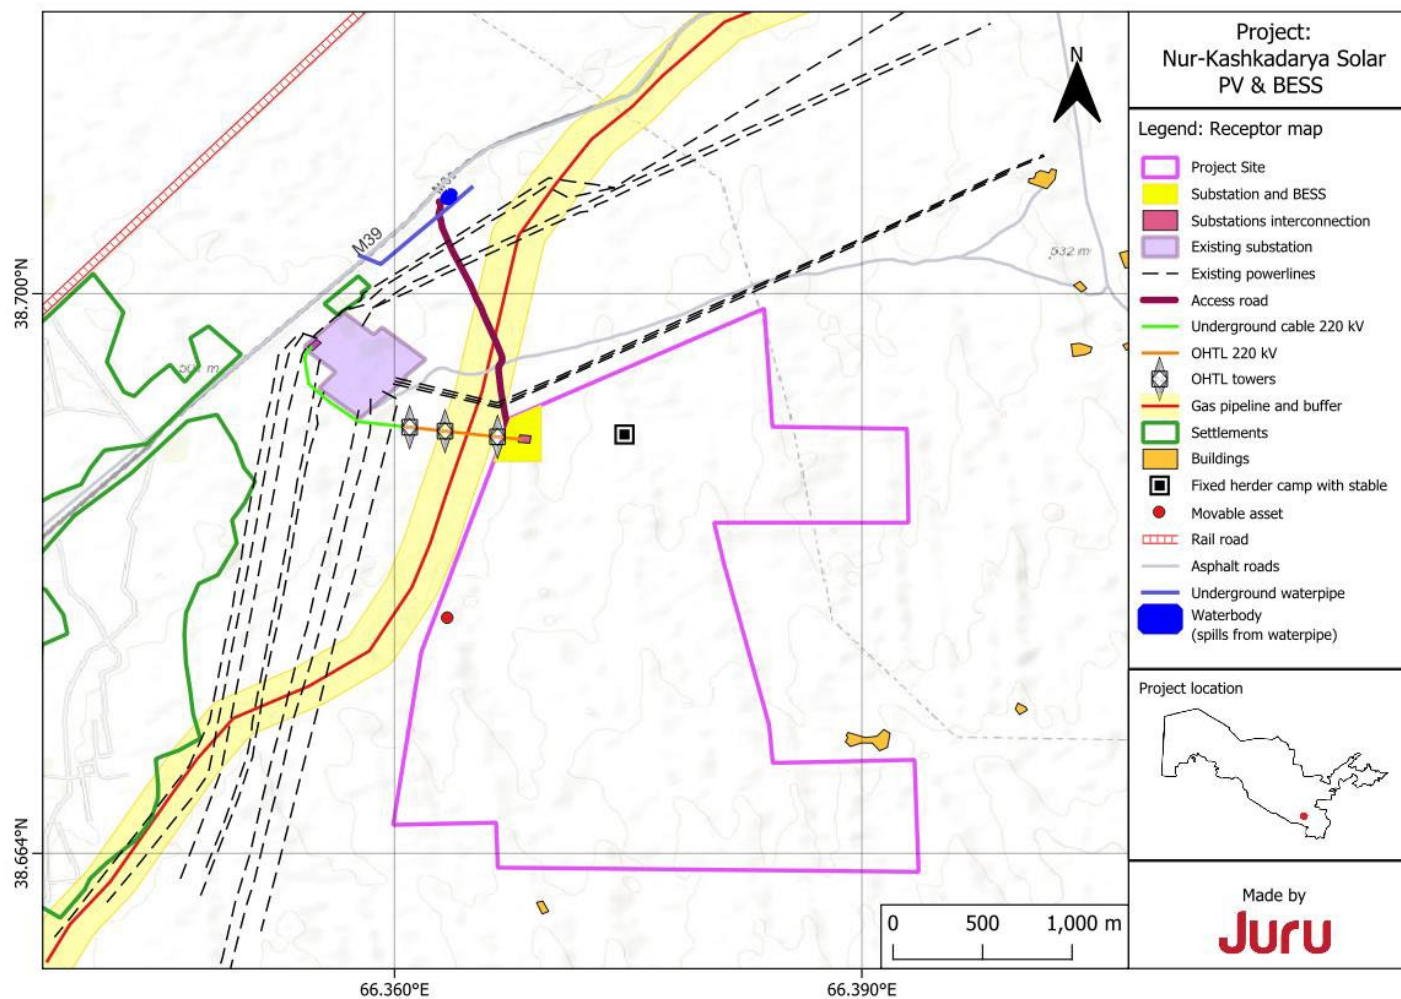 Project:
Nur-Kashkadarya Solar
PV & BESS
Legend: Receptor map
Project Site
Substation and BESS
Substations interconnection
Existing substation
Existing powerlines
Access road
Underground cable 220 kV
OHTL 220 kV
OHTL towers
Gas pipeline and buffer
Settlements
Buildings
Fixed herder camp with stable
Movable asset
Rail road
Asphalt roads
Underground waterpipe
Waterbody
(spills from waterpipe)
Project location
Made by
Juru
N
M39
532 m
38.700°N
38.664°N
66.360°E
66.390°E
0 500 1,000 m